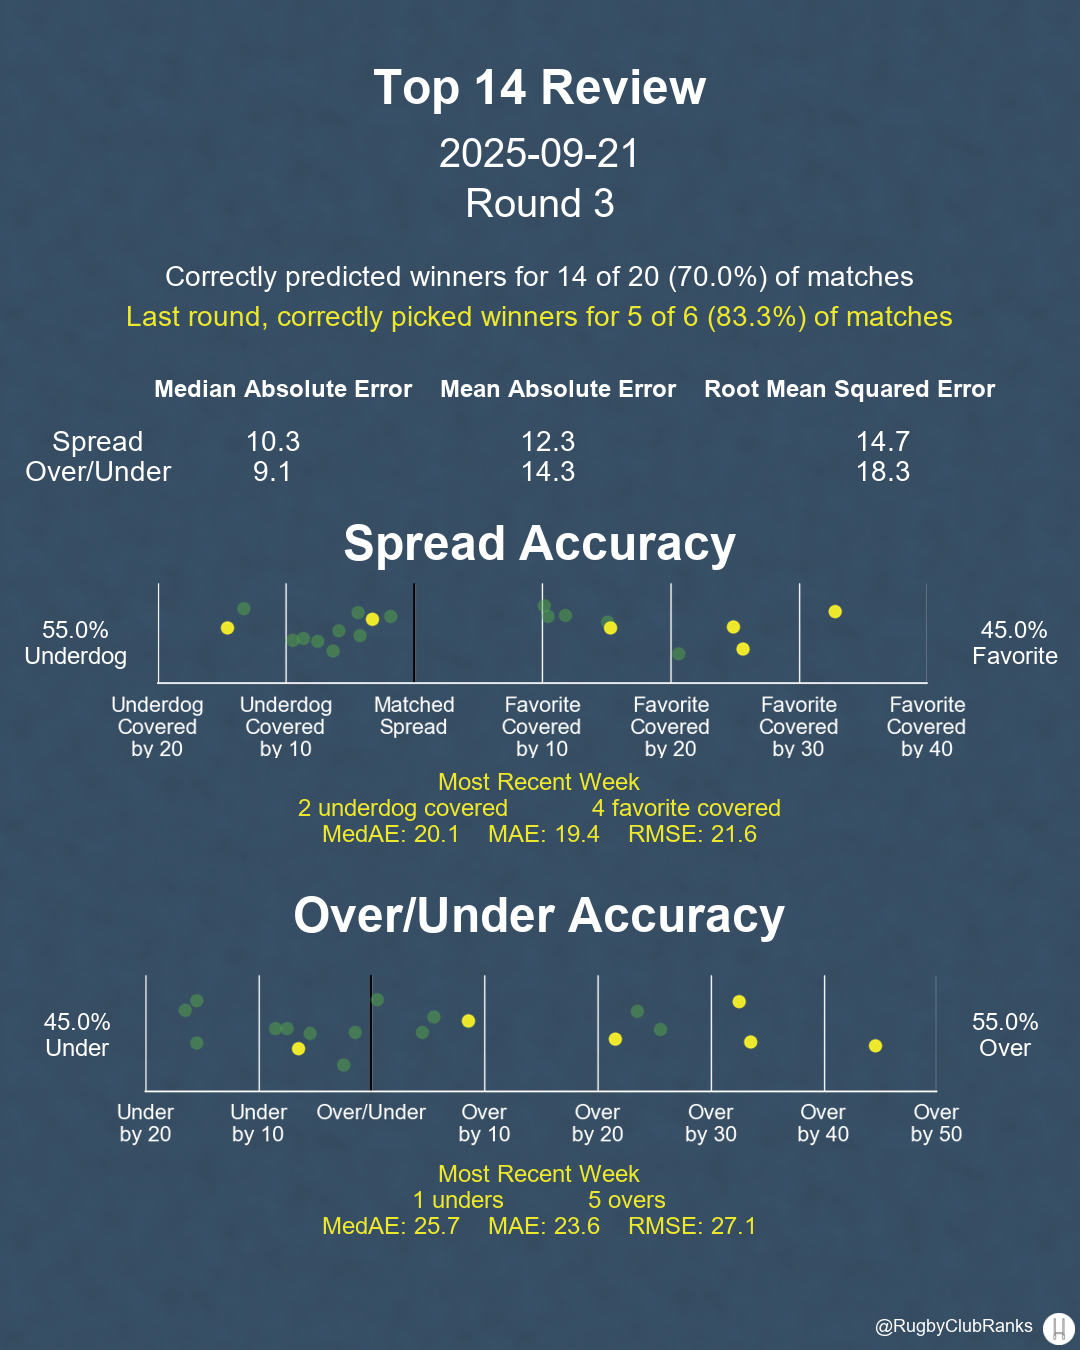 Top 14 Review
2025-09-21
Round 3
Correctly predicted winners for 14 of 20 (70.0%) of matches
Last round, correctly picked winners for 5 of 6 (83.3%) of matches
Median Absolute Error Mean Absolute Error Root Mean Squared Error
Spread 10.3 12.3 14.7
Over/Under 9.1 14.3 18.3
Spread Accuracy
55.0% 45.0%
Underdog Favorite
Underdog Underdog Matched Favorite Favorite Favorite Favorite
Covered Covered Spread Covered Covered Covered Covered
by 20 by 10 by 10 by 20 by 30 by 40
Most Recent Week
2 underdog covered 4 favorite covered
MedAE: 20.1 MAE: 19.4 RMSE: 21.6
Over/Under Accuracy
45.0% 55.0%
Under Over
Under Under Over/Under Over Over Over Over Over
by 20 by 10 by 10 by 20 by 30 by 40 by 50
Most Recent Week
1 unders 5 overs
MedAE: 25.7 MAE: 23.6 RMSE: 27.1
@RugbyClubRanks